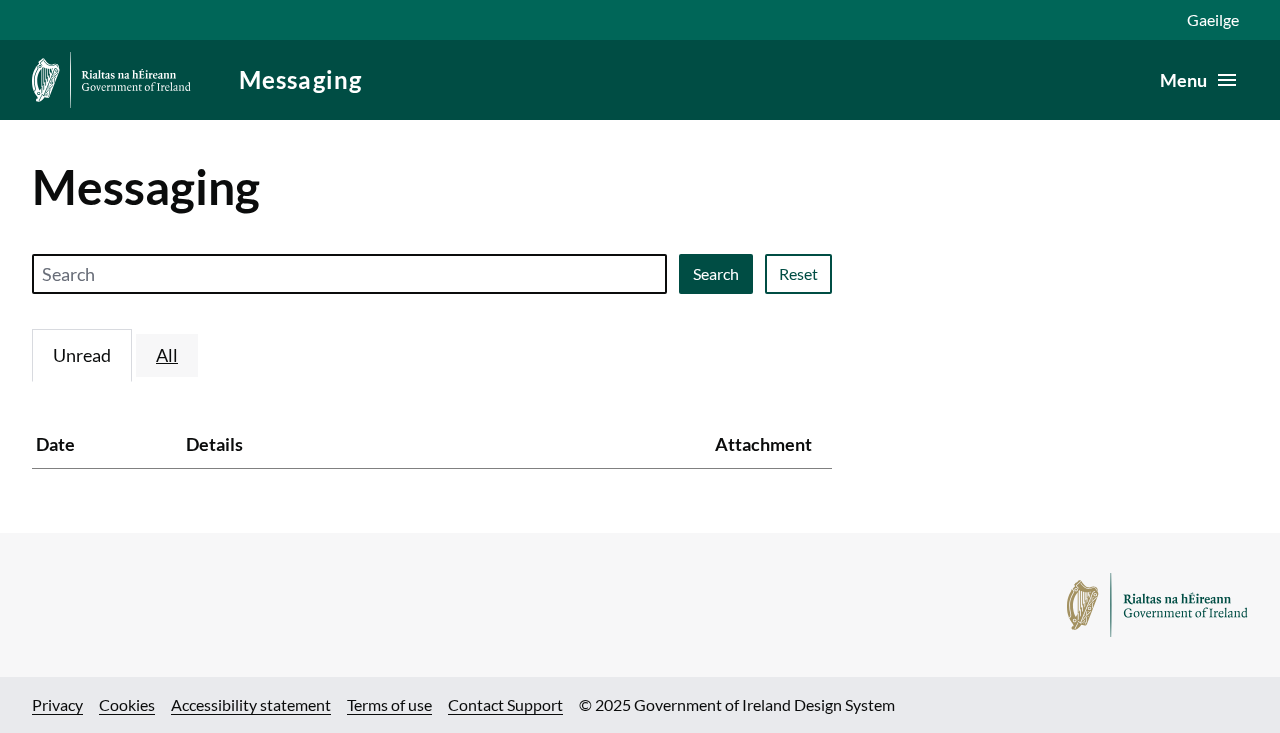 Gaeilge
Rialtas na hÉireann
Government of Ireland
Messaging
Menu
Messaging
Search
Search
Reset
Unread
All
Date Details Attachment
Rialtas na hÉireann
Government of Ireland
Privacy Cookies Accessibility statement Terms of use Contact Support © 2025 Government of Ireland Design System